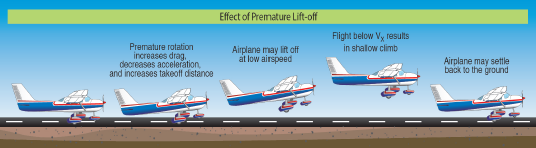 Effect of Premature Lift-off
Premature rotation
increases drag,
decreases acceleration,
and increases takeoff distance
Airplane may lift off
at low airspeed
Flight below VX results
in shallow climb
Airplane may settle
back to the ground